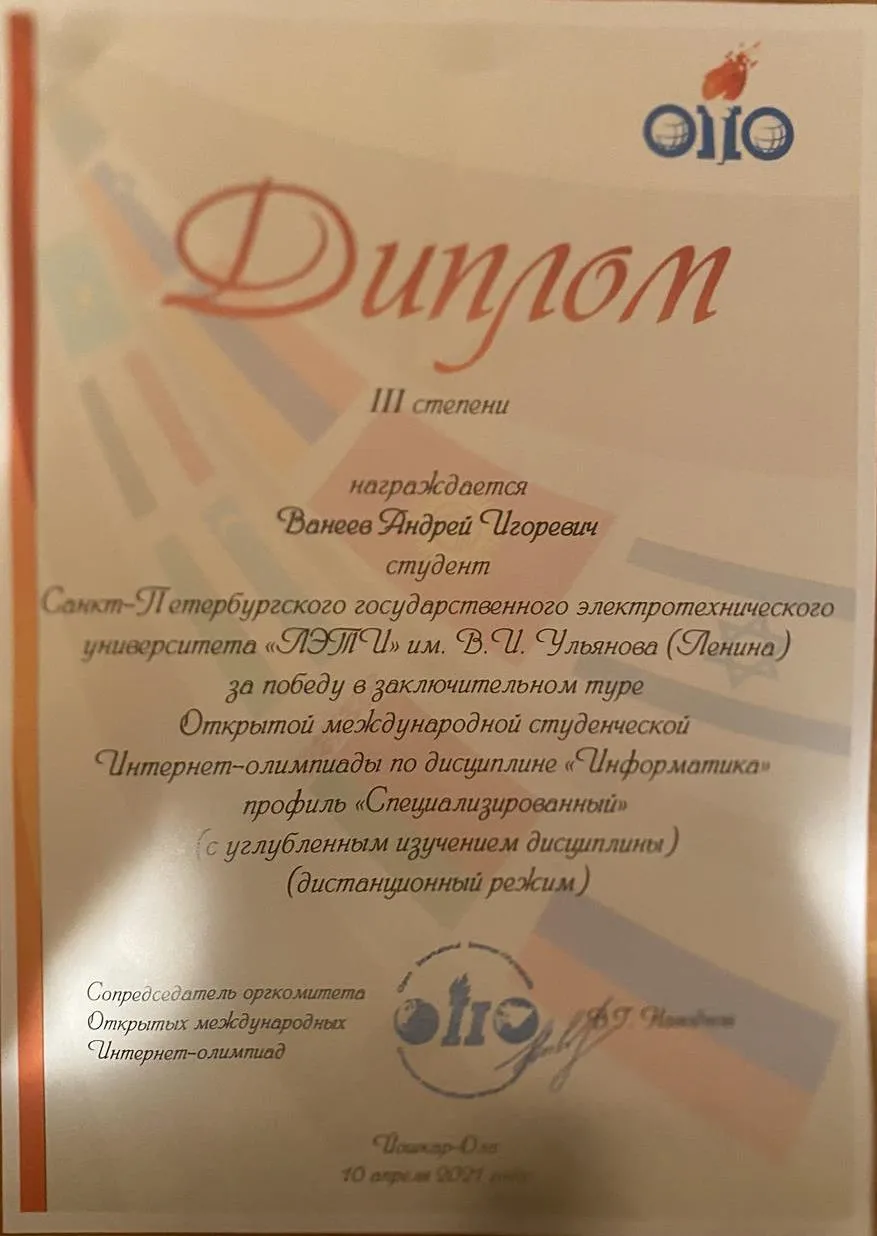 Диплом
III степени
награждается
Ванеев Андрей Игоревич
студент
Санкт-Петербургского государственного электротехнического
университета «ЛЭТИ» им. В.И. Ульянова (Ленина)
за победу в заключительном туре
Открытой международной студенческой
Интернет-олимпиады по дисциплине «Информатика»
профиль «Специализированный»
(с углубленным изучением дисциплины)
(дистанционный режим)
Сопредседатель оргкомитета
Открытых международных
Интернет-олимпиад
Йошкар-Ола
10 апреля 2021 года